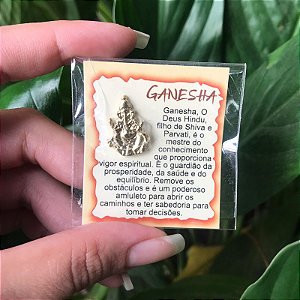 GANESHA
Ganesha, O
Deus Hindu,
filho de Shiva e
Parvati, é o
mestre do
conhecimento
que proporciona
vigor espiritual. É o guardião da
prosperidade, da saúde e do
equilíbrio. Remove os
obstáculos e é um poderoso
amuleto para abrir os
caminhos e ter sabedoria para
tomar decisões.